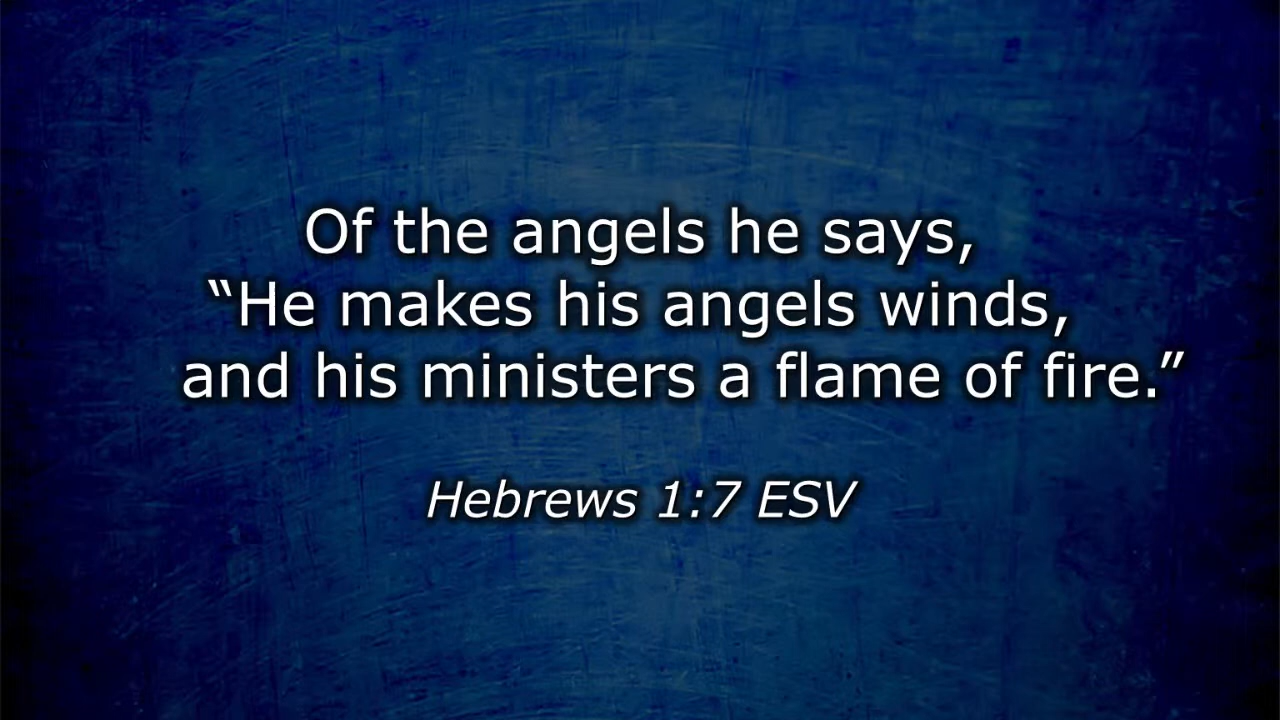 Of the angels he says,
“He makes his angels winds,
and his ministers a flame of fire.”
Hebrews 1:7 ESV